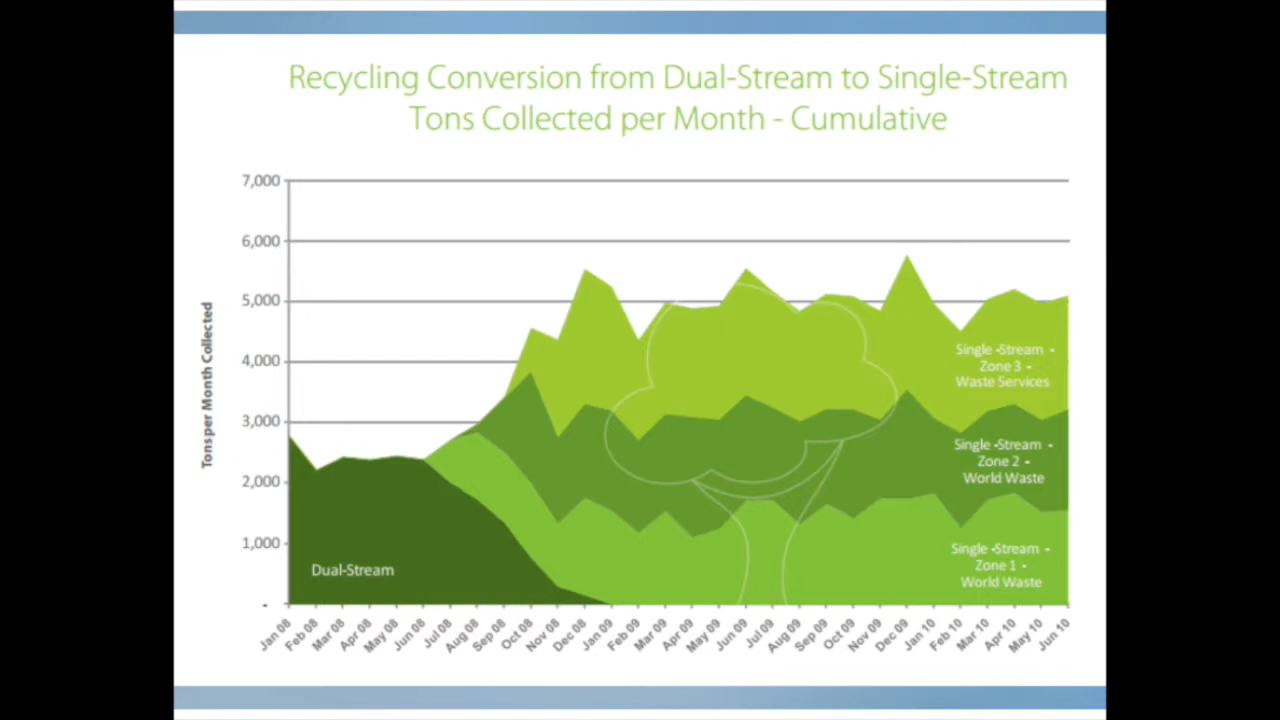 Recycling Conversion from Dual-Stream to Single-Stream
Tons Collected per Month - Cumulative
7,000
6,000
5,000
4,000
3,000
2,000
1,000
-
Tonsper Month Collected
Single -Stream -
Zone 3 -
Waste Services
Single -Stream -
Zone 2 -
World Waste
Single -Stream -
Zone 1 -
World Waste
Dual-Stream
Jan 08
Feb 08
Mar 08
Apr 08
May 08
Jun 08
Jul 08
Aug 08
Sep 08
Oct 08
Nov 08
Dec 08
Jan 09
Feb 09
Mar 09
Apr 09
May 09
Jun 09
Jul 09
Aug 09
Sep 09
Oct 09
Nov 09
Dec 09
Jan 10
Feb 10
Mar 10
Apr 10
May 10
Jun 10